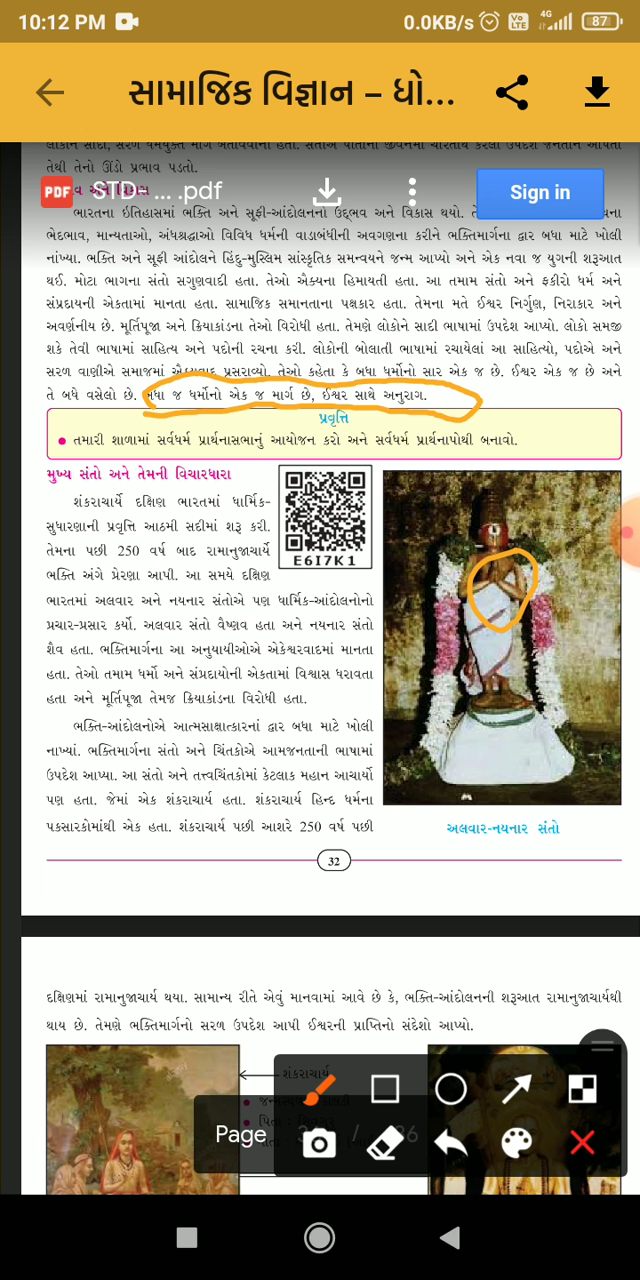 10:12 PM
0.0KB/s Vo LTE 4G 87
સામાજિક વિજ્ઞાન – ધો...
લોકોને સાદો, સરળ
તેથી તેનો ઊંડો પ્રભાવ પડતો.
PDF STD- ... .pdf
Sign in
ભારતના ઈતિહાસમાં ભક્તિ અને સૂફી-આંદોલનનો ઉદ્ભવ અને વિકાસ થયો.
ભેદભાવ, માન્યતાઓ, અંધશ્રદ્ધાઓ વિવિધ ધર્મની વાડાબંધીની અવગણના કરીને ભક્તિમાર્ગના દ્વાર બધા માટે ખોલી
નાંખ્યા. ભક્તિ અને સૂફી આંદોલને હિંદુ-મુસ્લિમ સાંસ્કૃતિક સમન્વયને જન્મ આપ્યો અને એક નવા જ યુગની શરૂઆત
થઈ. મોટા ભાગના સંતો સગુણવાદી હતા. તેઓ ઐક્યના હિમાયતી હતા. આ તમામ સંતો અને ફકીરો ધર્મ અને
સંપ્રદાયની એકતામાં માનતા હતા. સામાજિક સમાનતાના પક્ષકાર હતા. તેમના મતે ઈશ્વર નિર્ગુણ, નિરાકાર અને
અવર્ણનીય છે. મૂર્તિપૂજા અને ક્રિયાકાંડના તેઓ વિરોધી હતા. તેમણે લોકોને સાદી ભાષામાં ઉપદેશ આપ્યો. લોકો સમજી
શકે તેવી ભાષામાં સાહિત્ય અને પદોની રચના કરી. લોકોની બોલાતી ભાષામાં રચાયેલાં આ સાહિત્યો, પદોએ અને
સરળ વાણીએ સમાજમાં ઐક્યવાદ પ્રસરાવ્યો. તેઓ કહેતા કે બધા ધર્મોનો સાર એક જ છે. ઈશ્વર એક જ છે અને
તે બધે વસેલો છે. બધા જ ધર્મોનો એક જ માર્ગ છે, ઈશ્વર સાથે અનુરાગ.
પ્રવૃત્તિ
• તમારી શાળામાં સર્વધર્મ પ્રાર્થનાસભાનું આયોજન કરો અને સર્વધર્મ પ્રાર્થનાપોથી બનાવો.
મુખ્ય સંતો અને તેમની વિચારધારા
શંકરાચાર્યે દક્ષિણ ભારતમાં ધાર્મિક-
સુધારણાની પ્રવૃત્તિ આઠમી સદીમાં શરૂ કરી.
તેમના પછી 250 વર્ષ બાદ રામાનુજાચાર્યે
ભક્તિ અંગે પ્રેરણા આપી. આ સમયે દક્ષિણ
E6I7K1
ભારતમાં અલવાર અને નયનાર સંતોએ પણ ધાર્મિક-આંદોલનોનો
પ્રચાર-પ્રસાર કર્યો. અલવાર સંતો વૈષ્ણવ હતા અને નયનાર સંતો
શૈવ હતા. ભક્તિમાર્ગના આ અનુયાયીઓએ એકેશ્વરવાદમાં માનતા
હતા. તેઓ તમામ ધર્મો અને સંપ્રદાયોની એકતામાં વિશ્વાસ ધરાવતા
હતા અને મૂર્તિપૂજા તેમજ ક્રિયાકાંડના વિરોધી હતા.
ભક્તિ-આંદોલનોએ આત્મસાક્ષાત્કારનાં દ્વાર બધા માટે ખોલી
નાખ્યાં. ભક્તિમાર્ગના સંતો અને ચિંતકોએ આમજનતાની ભાષામાં
ઉપદેશ આપ્યા. આ સંતો અને તત્ત્વચિંતકોમાં કેટલાક મહાન આચાર્યો
પણ હતા. જેમાં એક શંકરાચાર્ય હતા. શંકરાચાર્ય હિન્દ ધર્મના
પકસારકોમાંથી એક હતા. શંકરાચાર્ય પછી આશરે 250 વર્ષ પછી
અલવાર-નયનાર સંતો
32
દક્ષિણમાં રામાનુજાચાર્ય થયા. સામાન્ય રીતે એવું માનવામાં આવે છે કે, ભક્તિ-આંદોલનની શરૂઆત રામાનુજાચાર્યથી
થાય છે. તેમણે ભક્તિમાર્ગનો સરળ ઉપદેશ આપી ઈશ્વરની પ્રાપ્તિનો સંદેશો આપ્યો.
શંકરાચાર્ય
Page